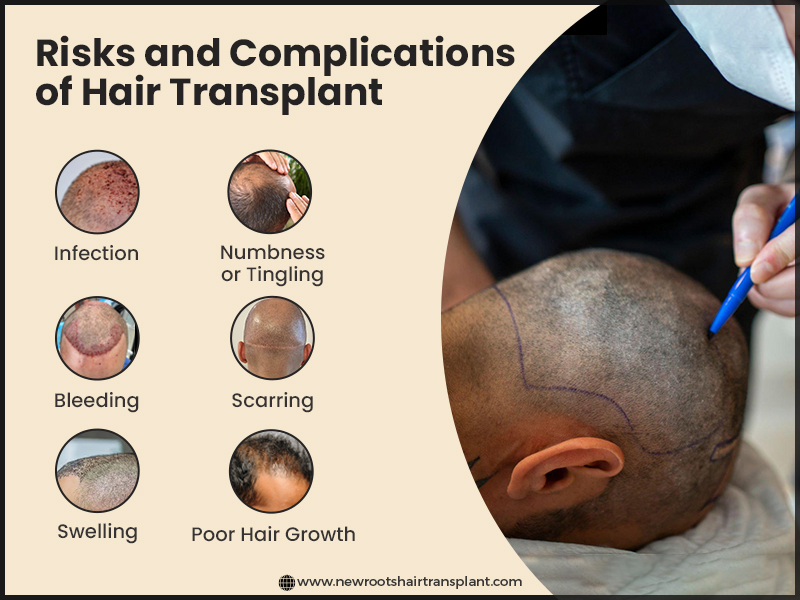 Risks and Complications
of Hair Transplant
Infection
Numbness
or Tingling
Bleeding
Scarring
Swelling
Poor Hair Growth
www.newrootshairtransplant.com